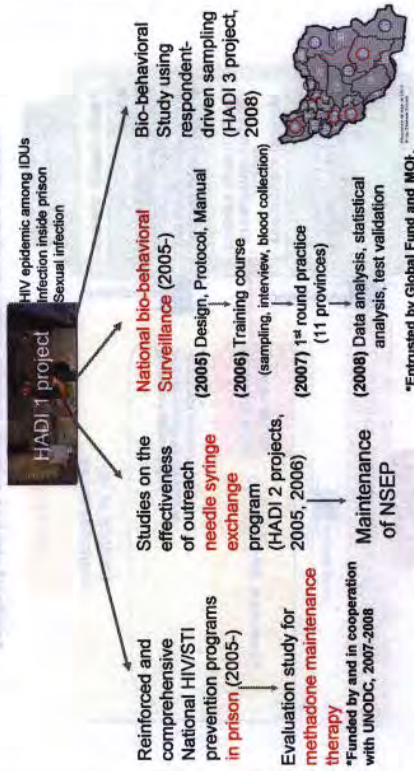 HADI 1 project
HIV epidemic among IDUs
Infection inside prison
Sexual infection
Reinforced and
comprehensive
National HIV/STI
prevention programs
in prison (2005-)
Evaluation study for
methadone maintenance
therapy
*Funded by and in cooperation
with UNODC, 2007-2008
Studies on the
effectiveness
of outreach
needle syringe
exchange
program
(HADI 2 projects,
2005, 2006)
Maintenance
of NSEP
National bio-behavioral
Surveillance (2005-)
(2005) Design, Protocol, Manual
(2006) Training course
(sampling, interview, blood collection)
(2007) 1st round practice
(11 provinces)
(2008) Data analysis, statistical
analysis, test validation
*Entrusted by Global Fund and MOH.
Bio-behavioral
Study using
respondent-
driven sampling
(HADI 3 project,
2008)